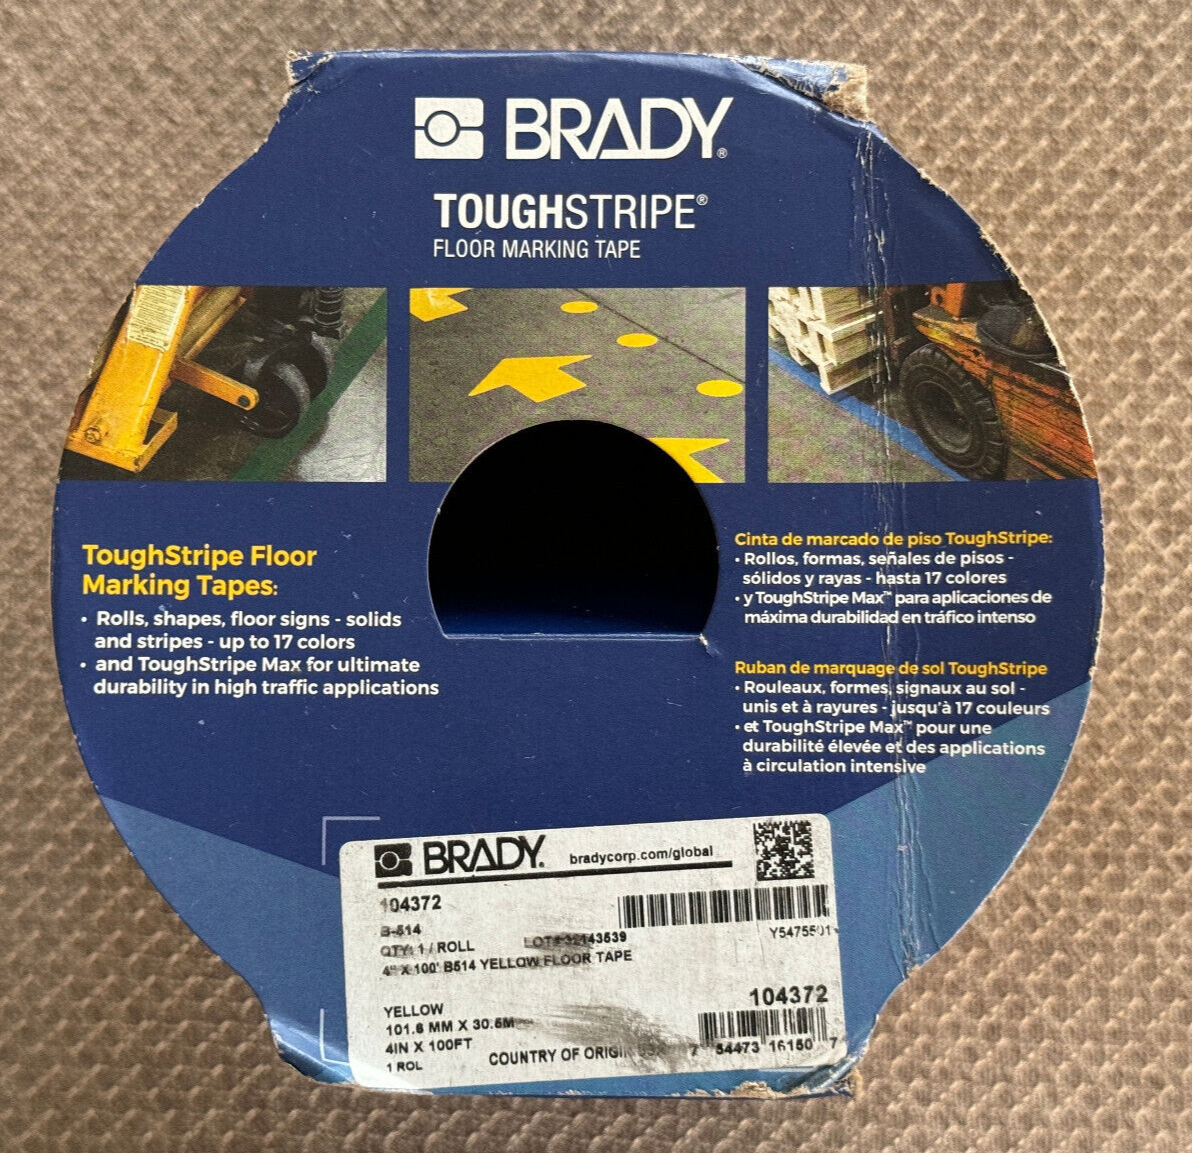 BRADY®
TOUGHSTRIPE®
FLOOR MARKING TAPE
ToughStripe Floor
Marking Tapes:
• Rolls, shapes, floor signs - solids
and stripes - up to 17 colors
• and ToughStripe Max for ultimate
durability in high traffic applications
Cinta de marcado de piso ToughStripe:
• Rollos, formas, señales de pisos -
sólidos y rayas - hasta 17 colores
• y ToughStripe Max™ para aplicaciones de
máxima durabilidad en tráfico intenso
Ruban de marquage de sol ToughStripe
• Rouleaux, formes, signaux au sol -
unis et à rayures - jusqu'à 17 couleurs
• et ToughStripe Max™ pour une
durabilité élevée et des applications
à circulation intensive
BRADY. bradycorp.com/global
104372
B-514
QTY: 1 / ROLL LOT#:
4" X 100' B514 YELLOW FLOOR TAPE
YELLOW
101.6 MM X 30.5M
4IN X 100FT
1 ROL
COUNTRY OF ORIGIN
104372
7 54473 16150 7